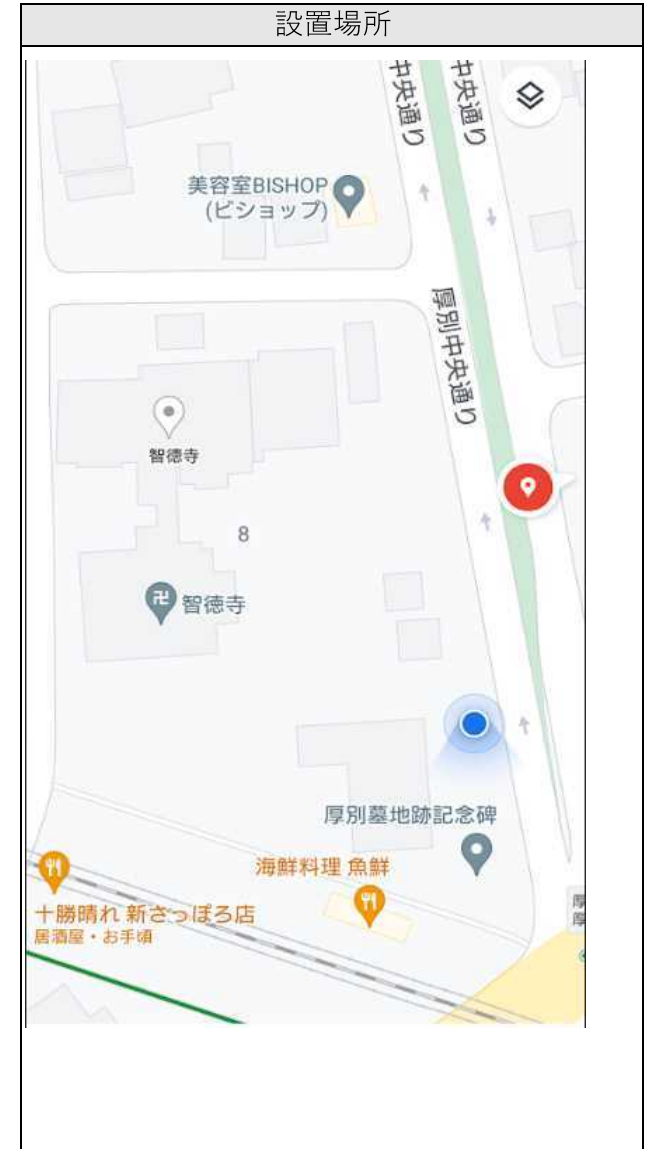 設置場所
中央通り
中央通り
美容室BISHOP
(ビショップ)
厚別中央通り
智徳寺
8
卍
智徳寺
厚別墓地跡記念碑
海鮮料理 魚鮮
十勝晴れ 新さっぽろ店
居酒屋・お手頃
厚
厚